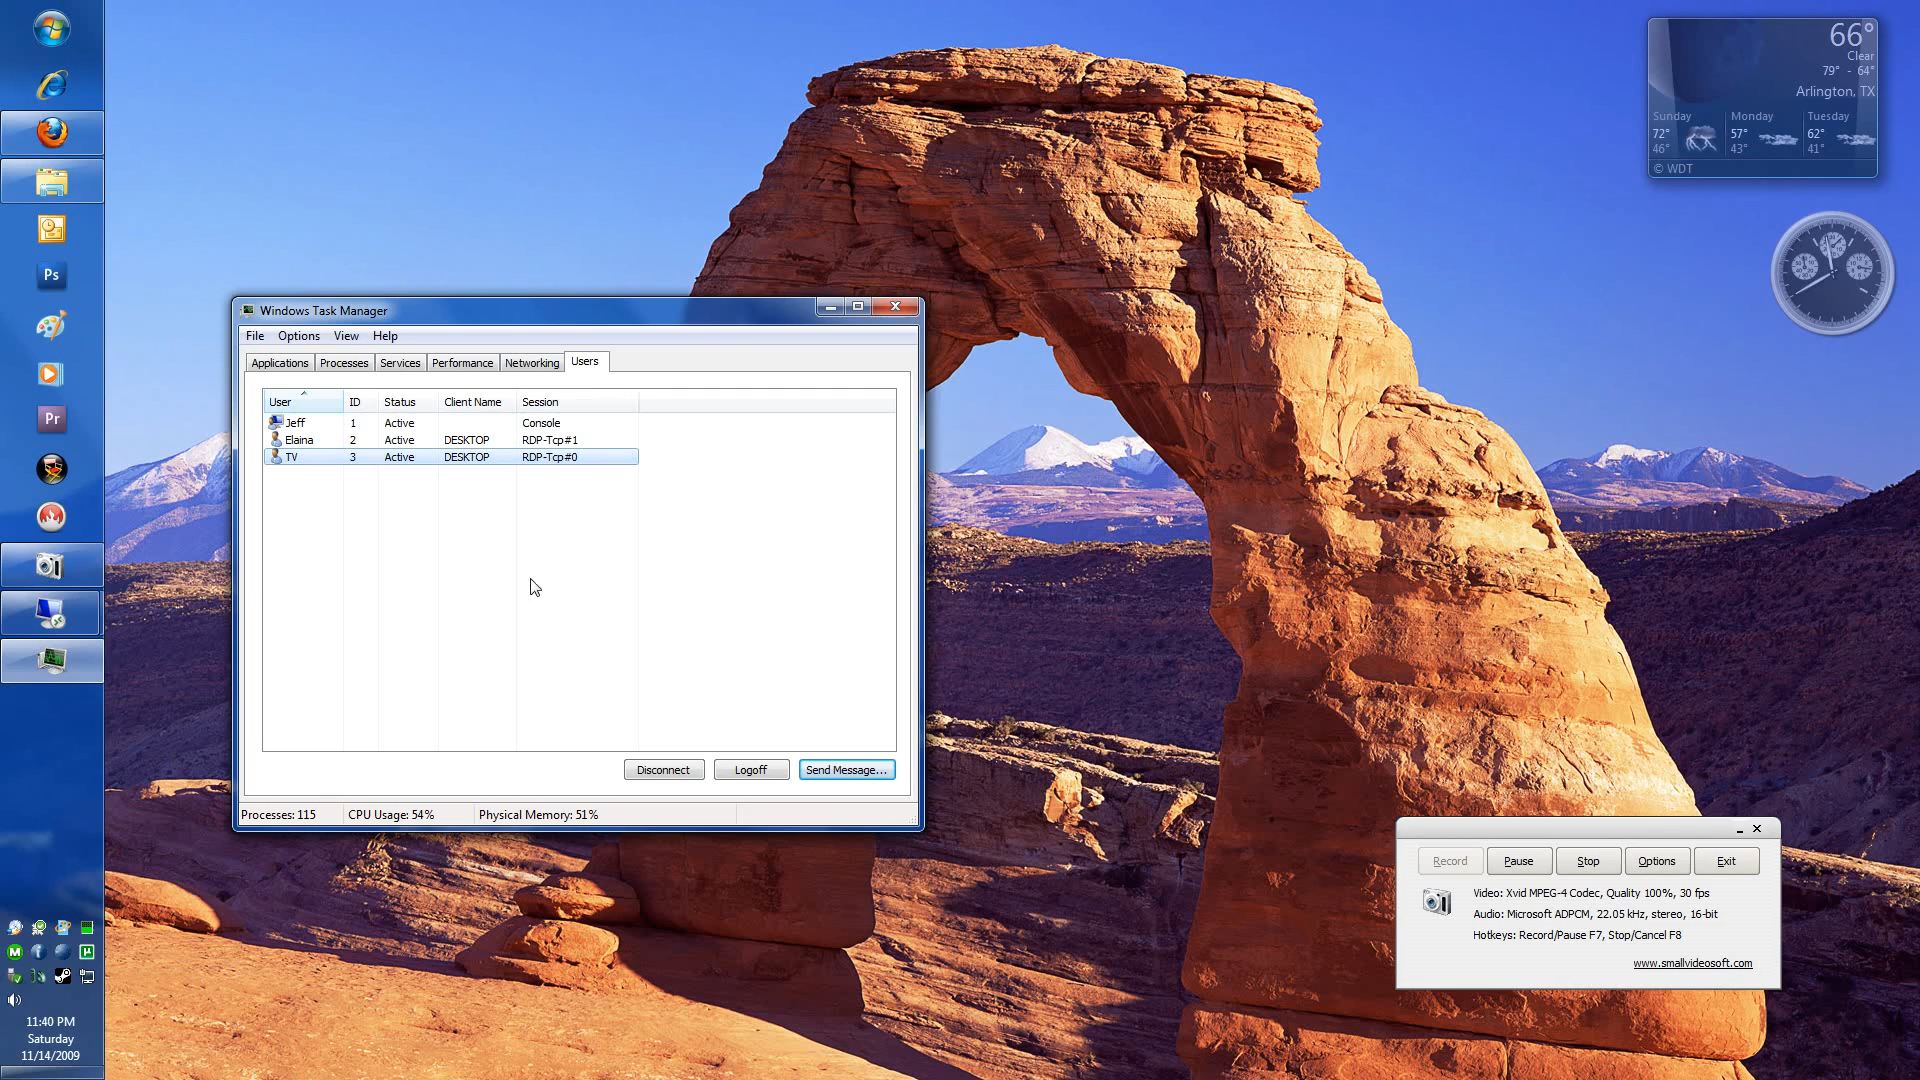 66°
Clear
79° - 64°
Arlington, TX
Sunday Monday Tuesday
72° 57° 62°
46° 43° 41°
© WDT
Ps
Pr
Windows Task Manager
File Options View Help
Applications Processes Services Performance Networking Users
User ID Status Client Name Session
Jeff 1 Active Console
Elaina 2 Active DESKTOP RDP-Tcp#1
TV 3 Active DESKTOP RDP-Tcp#0
Disconnect Logoff Send Message...
Processes: 115 CPU Usage: 54% Physical Memory: 51%
Record Pause Stop Options Exit
Video: Xvid MPEG-4 Codec, Quality 100%, 30 fps
Audio: Microsoft ADPCM, 22.05 kHz, stereo, 16-bit
Hotkeys: Record/Pause F7, Stop/Cancel F8
www.smallvideosoft.com
11:40 PM
Saturday
11/14/2009